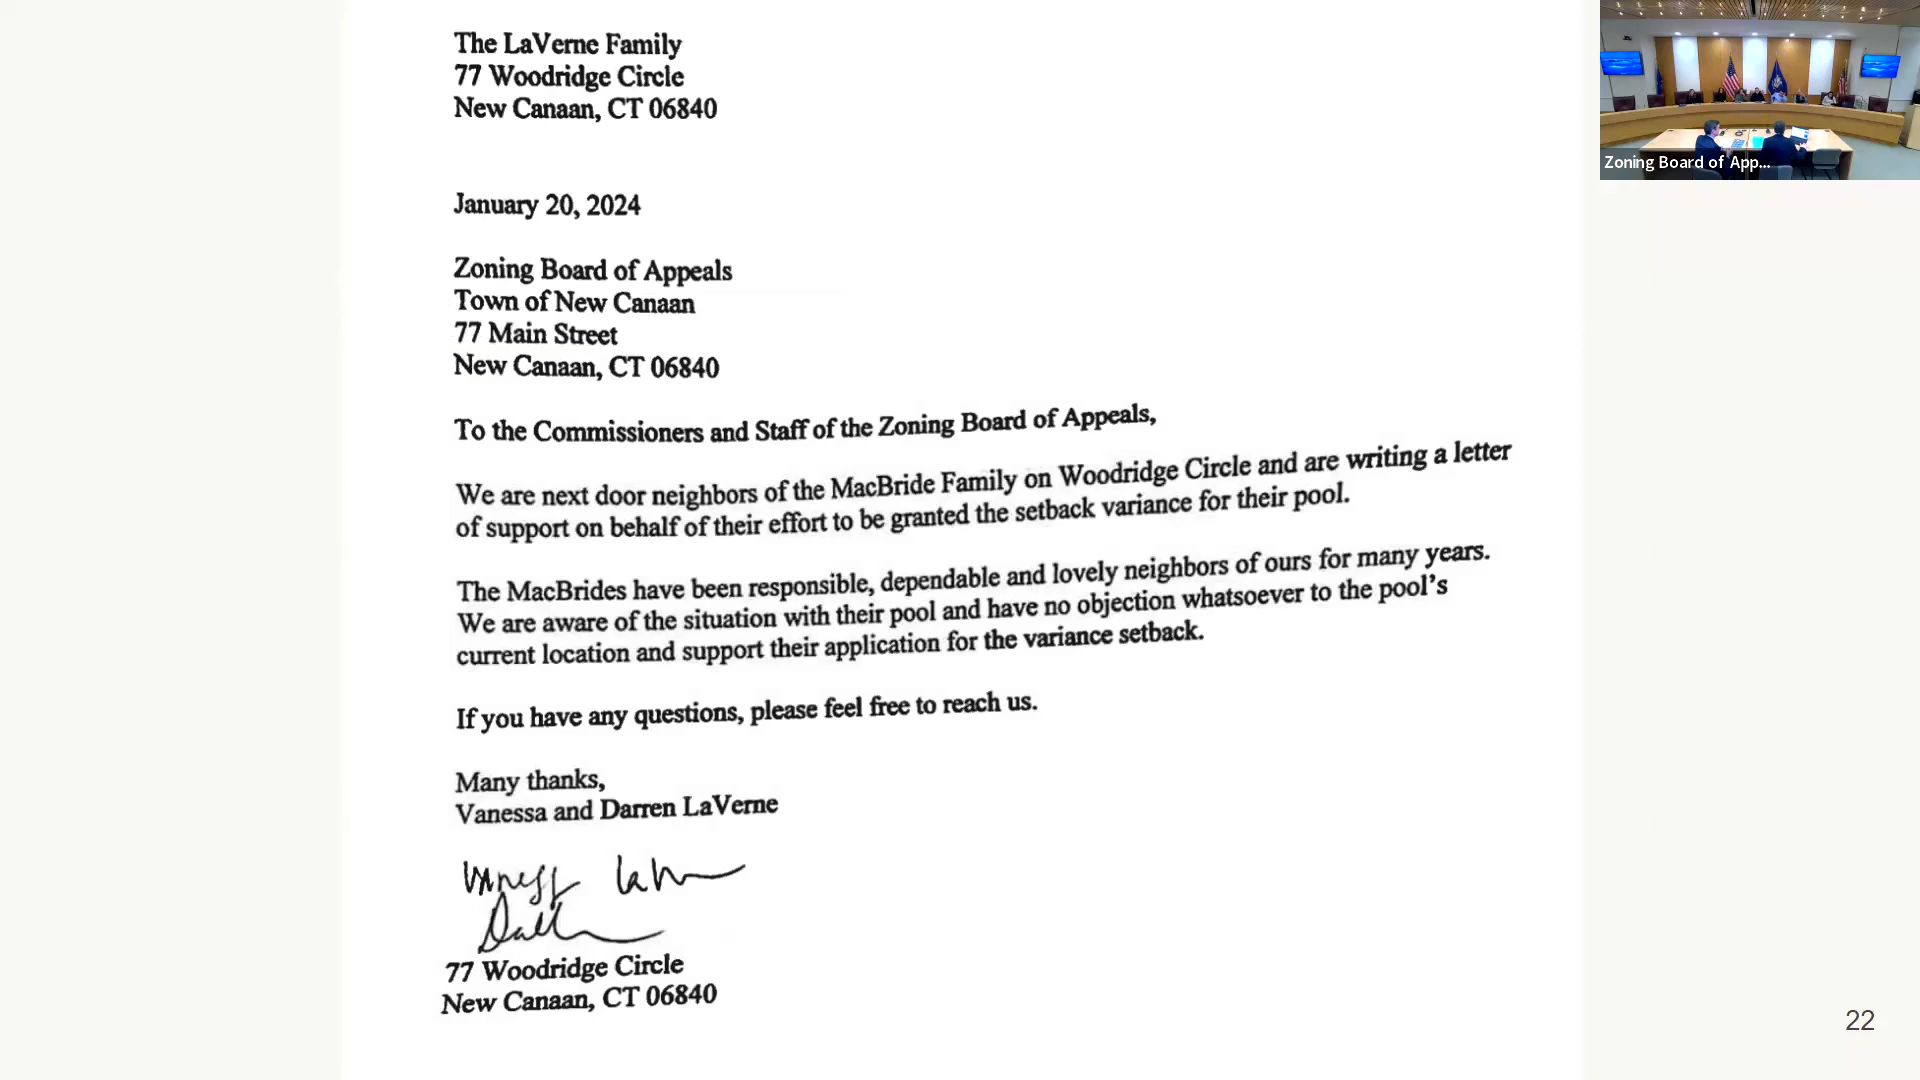 The LaVerne Family
77 Woodridge Circle
New Canaan, CT 06840
January 20, 2024
Zoning Board of Appeals
Town of New Canaan
77 Main Street
New Canaan, CT 06840
To the Commissioners and Staff of the Zoning Board of Appeals,
We are next door neighbors of the MacBride Family on Woodridge Circle and are writing a letter
of support on behalf of their effort to be granted the setback variance for their pool.
The MacBrides have been responsible, dependable and lovely neighbors of ours for many years.
We are aware of the situation with their pool and have no objection whatsoever to the pool's
current location and support their application for the variance setback.
If you have any questions, please feel free to reach us.
Many thanks,
Vanessa and Darren LaVerne
77 Woodridge Circle
New Canaan, CT 06840
Zoning Board of App...
22